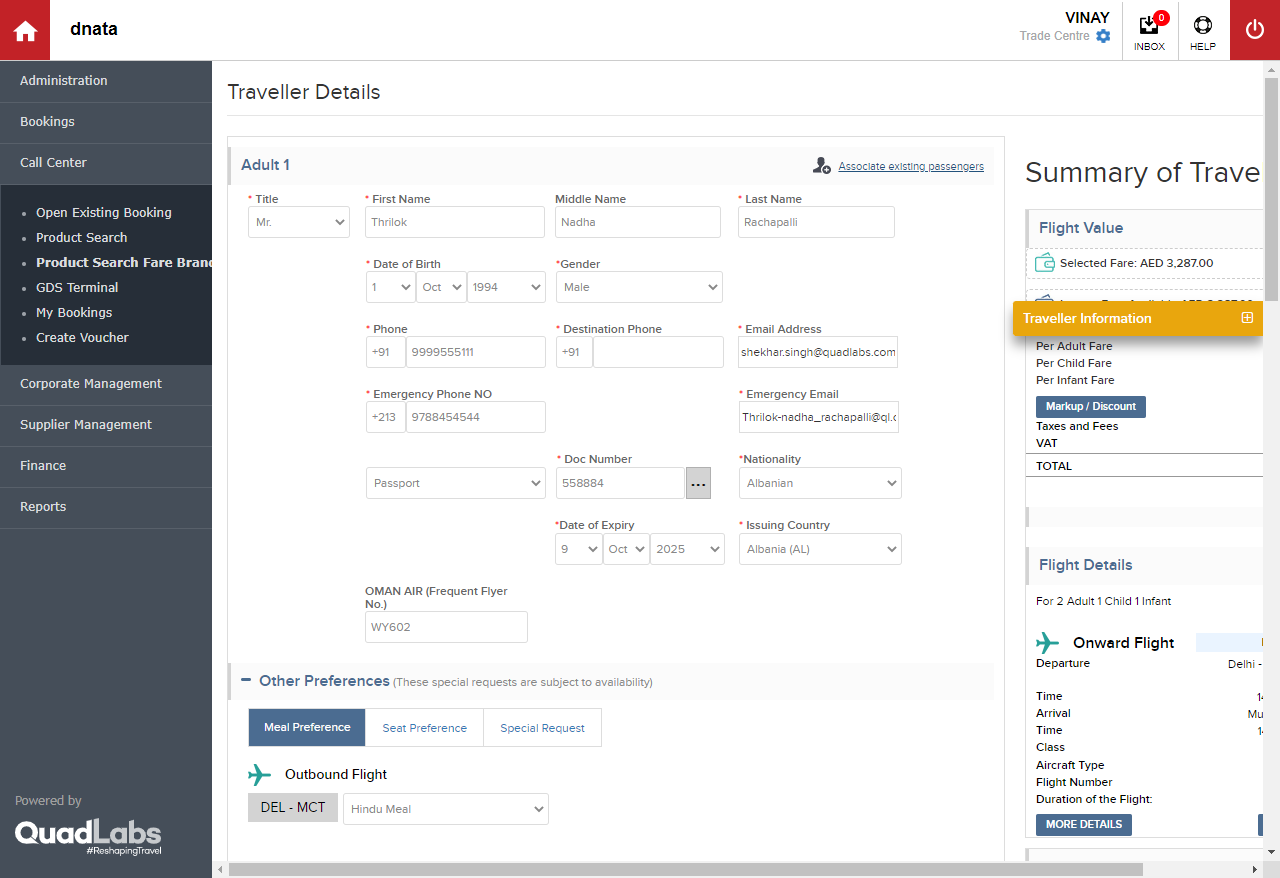 dnata
VINAY
Trade Centre
0
INBOX
HELP
Administration
Bookings
Call Center
Open Existing Booking
Product Search
Product Search Fare Brand
GDS Terminal
My Bookings
Create Voucher
Corporate Management
Supplier Management
Finance
Reports
Powered by
QuadLabs
#ReshapingTravel
Traveller Details
Adult 1
Associate existing passengers
* Title
* First Name
Middle Name
* Last Name
Mr.
Thrilok
Nadha
Rachapalli
* Date of Birth
*Gender
1
Oct
1994
Male
* Phone
* Destination Phone
* Email Address
+91
9999555111
+91
shekhar.singh@quadlabs.com
* Emergency Phone NO
* Emergency Email
+213
9788454544
Thrilok-nadha_rachapalli@ql.c
* Doc Number
*Nationality
Passport
558884
...
Albanian
*Date of Expiry
* Issuing Country
9
Oct
2025
Albania (AL)
OMAN AIR (Frequent Flyer
No.)
WY602
Other Preferences (These special requests are subject to availability)
Meal Preference
Seat Preference
Special Request
Outbound Flight
DEL - MCT
Hindu Meal
Summary of Trave
Flight Value
Selected Fare: AED 3,287.00
Traveller Information
Per Adult Fare
Per Child Fare
Per Infant Fare
Markup / Discount
Taxes and Fees
VAT
TOTAL
Flight Details
For 2 Adult 1 Child 1 Infant
Onward Flight
Departure
Delhi -
Time
14
Arrival
Mu
Time
14
Class
Aircraft Type
Flight Number
Duration of the Flight:
MORE DETAILS